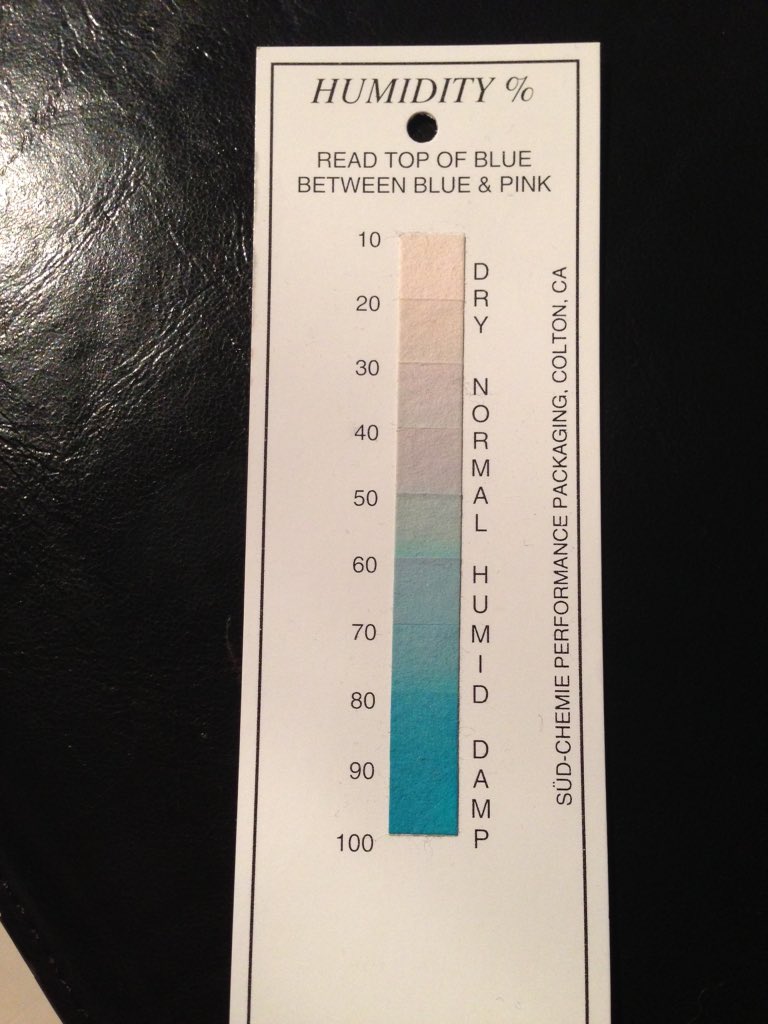 HUMIDITY %
READ TOP OF BLUE
BETWEEN BLUE & PINK
10
20
30
40
50
60
70
80
90
100
DRY
NORMAL
HUMID
DAMP
SÜD-CHEMIE PERFORMANCE PACKAGING, COLTON, CA